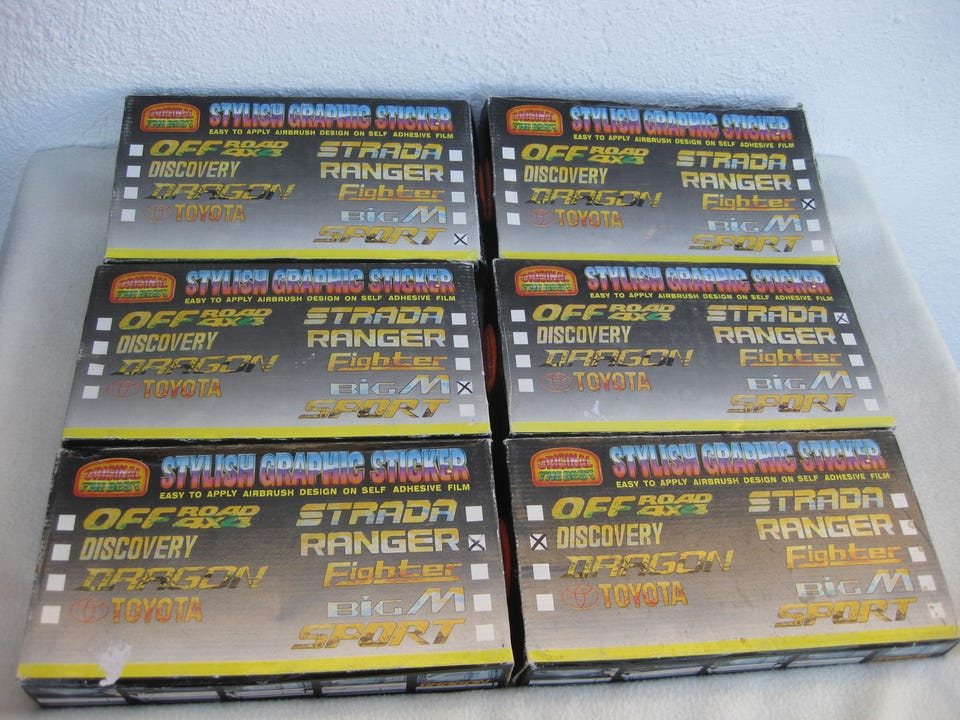 ORIGINAL
THE BEST
STYLISH GRAPHIC STICKER
EASY TO APPLY AIRBRUSH DESIGN ON SELF ADHESIVE FILM
OFF ROAD 4x4
STRADA
DISCOVERY
RANGER
DRAGON
Fighter
TOYOTA
BiG M
SPORT
ORIGINAL
THE BEST
STYLISH GRAPHIC STICKER
EASY TO APPLY AIRBRUSH DESIGN ON SELF ADHESIVE FILM
OFF ROAD 4x4
STRADA
DISCOVERY
RANGER
DRAGON
Fighter
TOYOTA
BiG M
SPORT
ORIGINAL
THE BEST
STYLISH GRAPHIC STICKER
EASY TO APPLY AIRBRUSH DESIGN ON SELF ADHESIVE FILM
OFF ROAD 4x4
STRADA
DISCOVERY
RANGER
DRAGON
Fighter
TOYOTA
BiG M
SPORT
ORIGINAL
THE BEST
STYLISH GRAPHIC STICKER
EASY TO APPLY AIRBRUSH DESIGN ON SELF ADHESIVE FILM
OFF ROAD 4x4
STRADA
DISCOVERY
RANGER
DRAGON
Fighter
TOYOTA
BiG M
SPORT
ORIGINAL
THE BEST
STYLISH GRAPHIC STICKER
EASY TO APPLY AIRBRUSH DESIGN ON SELF ADHESIVE FILM
OFF ROAD 4x4
STRADA
DISCOVERY
RANGER
DRAGON
Fighter
TOYOTA
BiG M
SPORT
ORIGINAL
THE BEST
STYLISH GRAPHIC STICKER
EASY TO APPLY AIRBRUSH DESIGN ON SELF ADHESIVE FILM
OFF ROAD 4x4
STRADA
DISCOVERY
RANGER
DRAGON
Fighter
TOYOTA
BiG M
SPORT